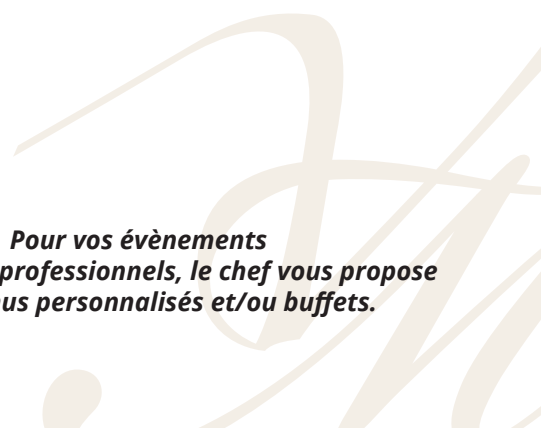 Pour vos évènements
professionnels, le chef vous propose
personnalisés et/ou buffets.